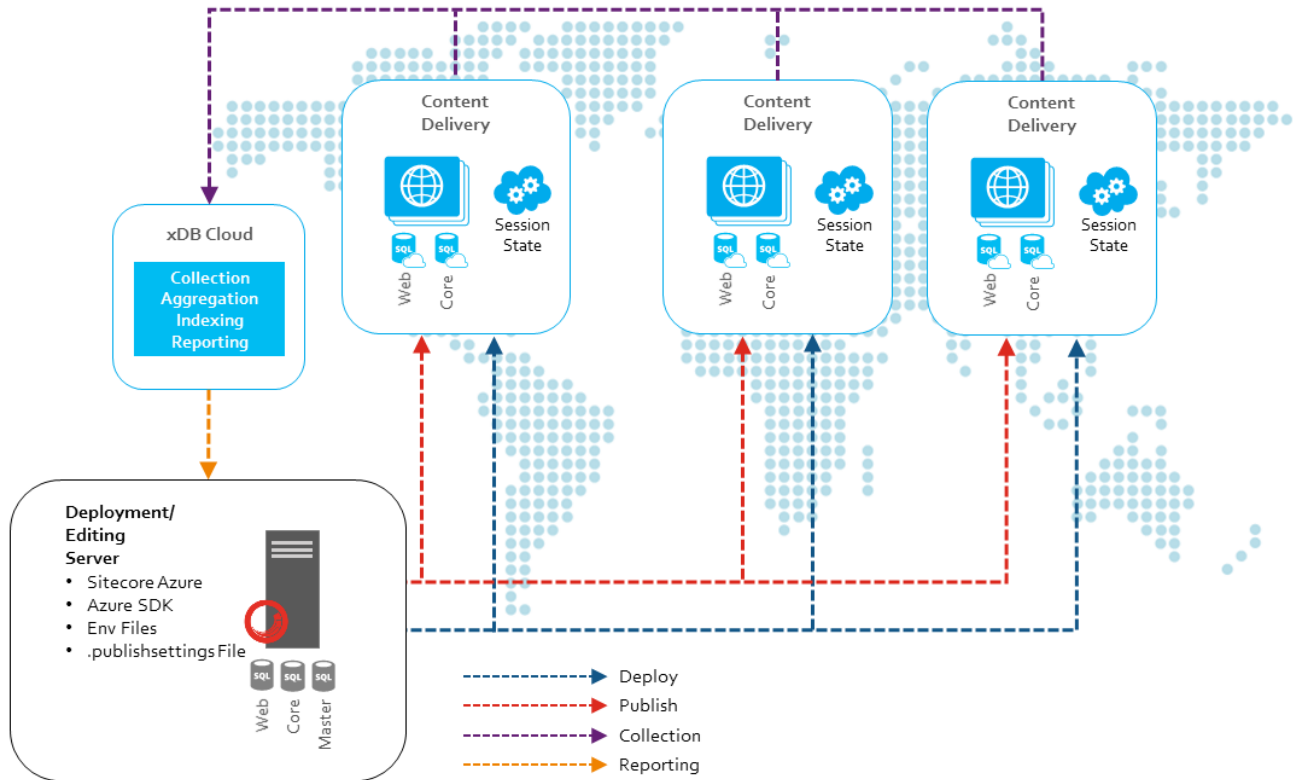 Content
Delivery
Session
State
SQL
SQL
Web
Core
Content
Delivery
Session
State
SQL
SQL
Web
Core
Content
Delivery
Session
State
SQL
SQL
Web
Core
xDB Cloud
Collection
Aggregation
Indexing
Reporting
Deployment/
Editing
Server
• Sitecore Azure
• Azure SDK
• Env Files
• .publishsettings File
SQL
SQL
SQL
Web
Core
Master
Deploy
Publish
Collection
Reporting